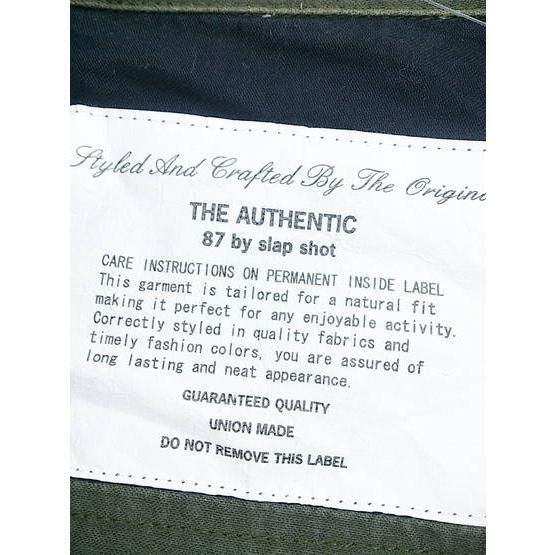 Styled And Crafted By The
THE AUTHENTIC
87 by slap shot
CARE INSTRUCTIONS ON PERMANENT INSIDE LABEL
This garment is tailored for a natural fit
making it perfect for any enjoyable activity.
Correctly styled in quality fabrics and
timely fashion colors, you are assured of
long lasting and neat appearance.
GUARANTEED QUALITY
UNION MADE
DO NOT REMOVE THIS LABEL